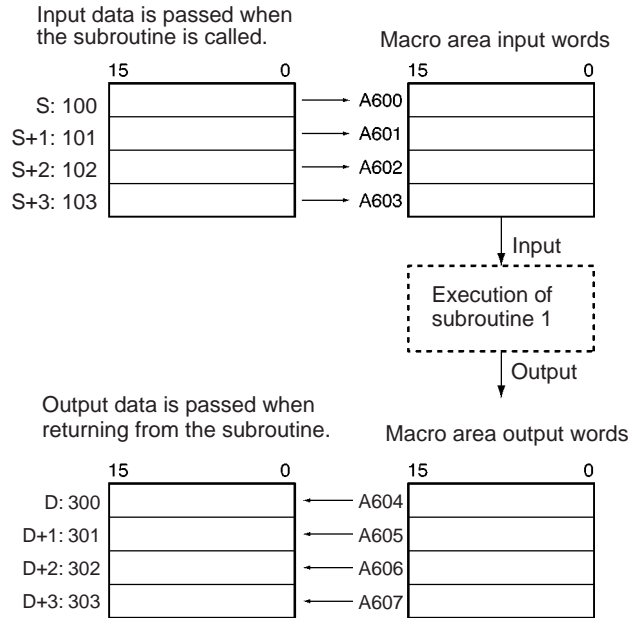 Input data is passed when
the subroutine is called.
Macro area input words
15 0 15 0
S: 100 A600
S+1: 101 A601
S+2: 102 A602
S+3: 103 A603
Input
Execution of
subroutine 1
Output
Output data is passed when
returning from the subroutine.
Macro area output words
15 0 15 0
D: 300 A604
D+1: 301 A605
D+2: 302 A606
D+3: 303 A607